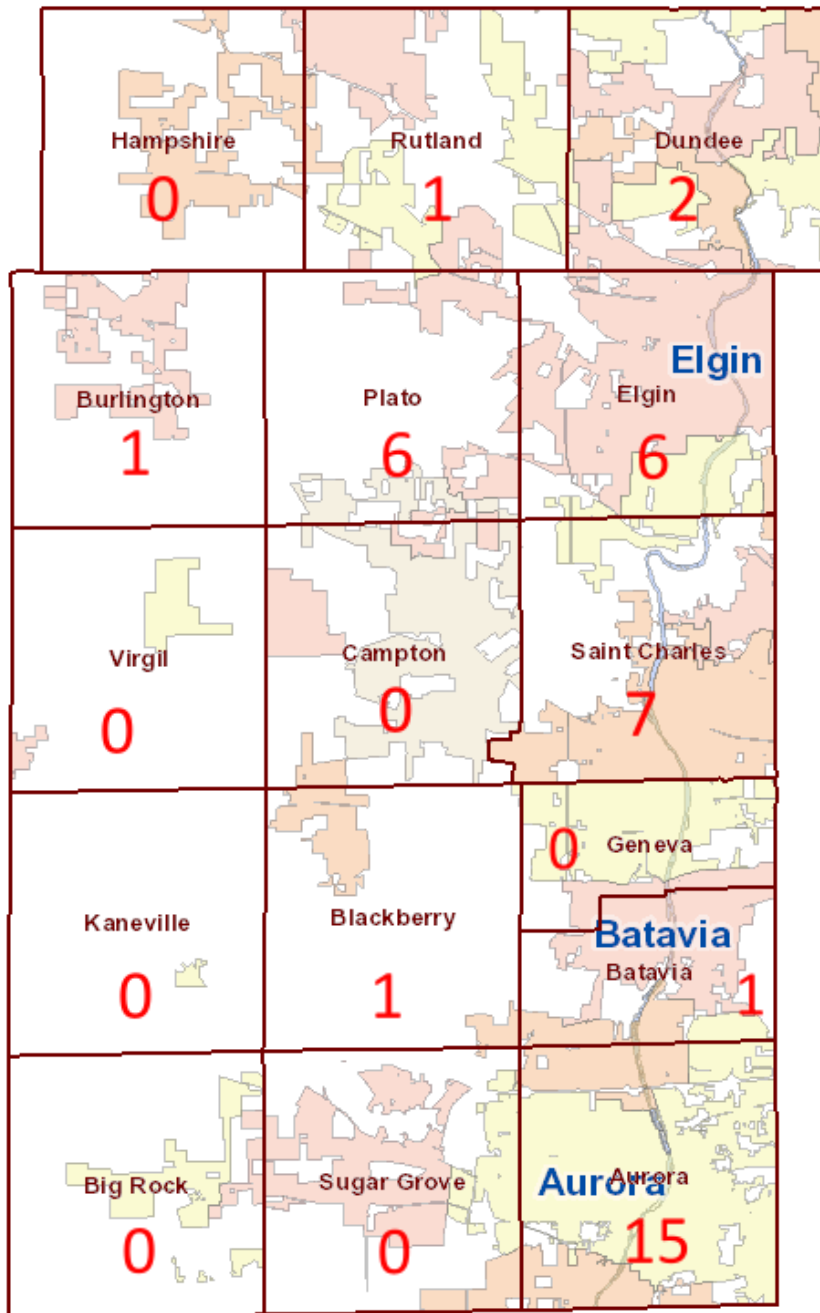 Hampshire
0
Rutland
1
Dundee
2
Burlington
1
Plato
6
Elgin
Elgin
6
Virgil
0
Campton
0
Saint Charles
7
Kaneville
0
Blackberry
1
Geneva
0
Batavia
Batavia
1
Big Rock
0
Sugar Grove
0
Aurora
Aurora
15